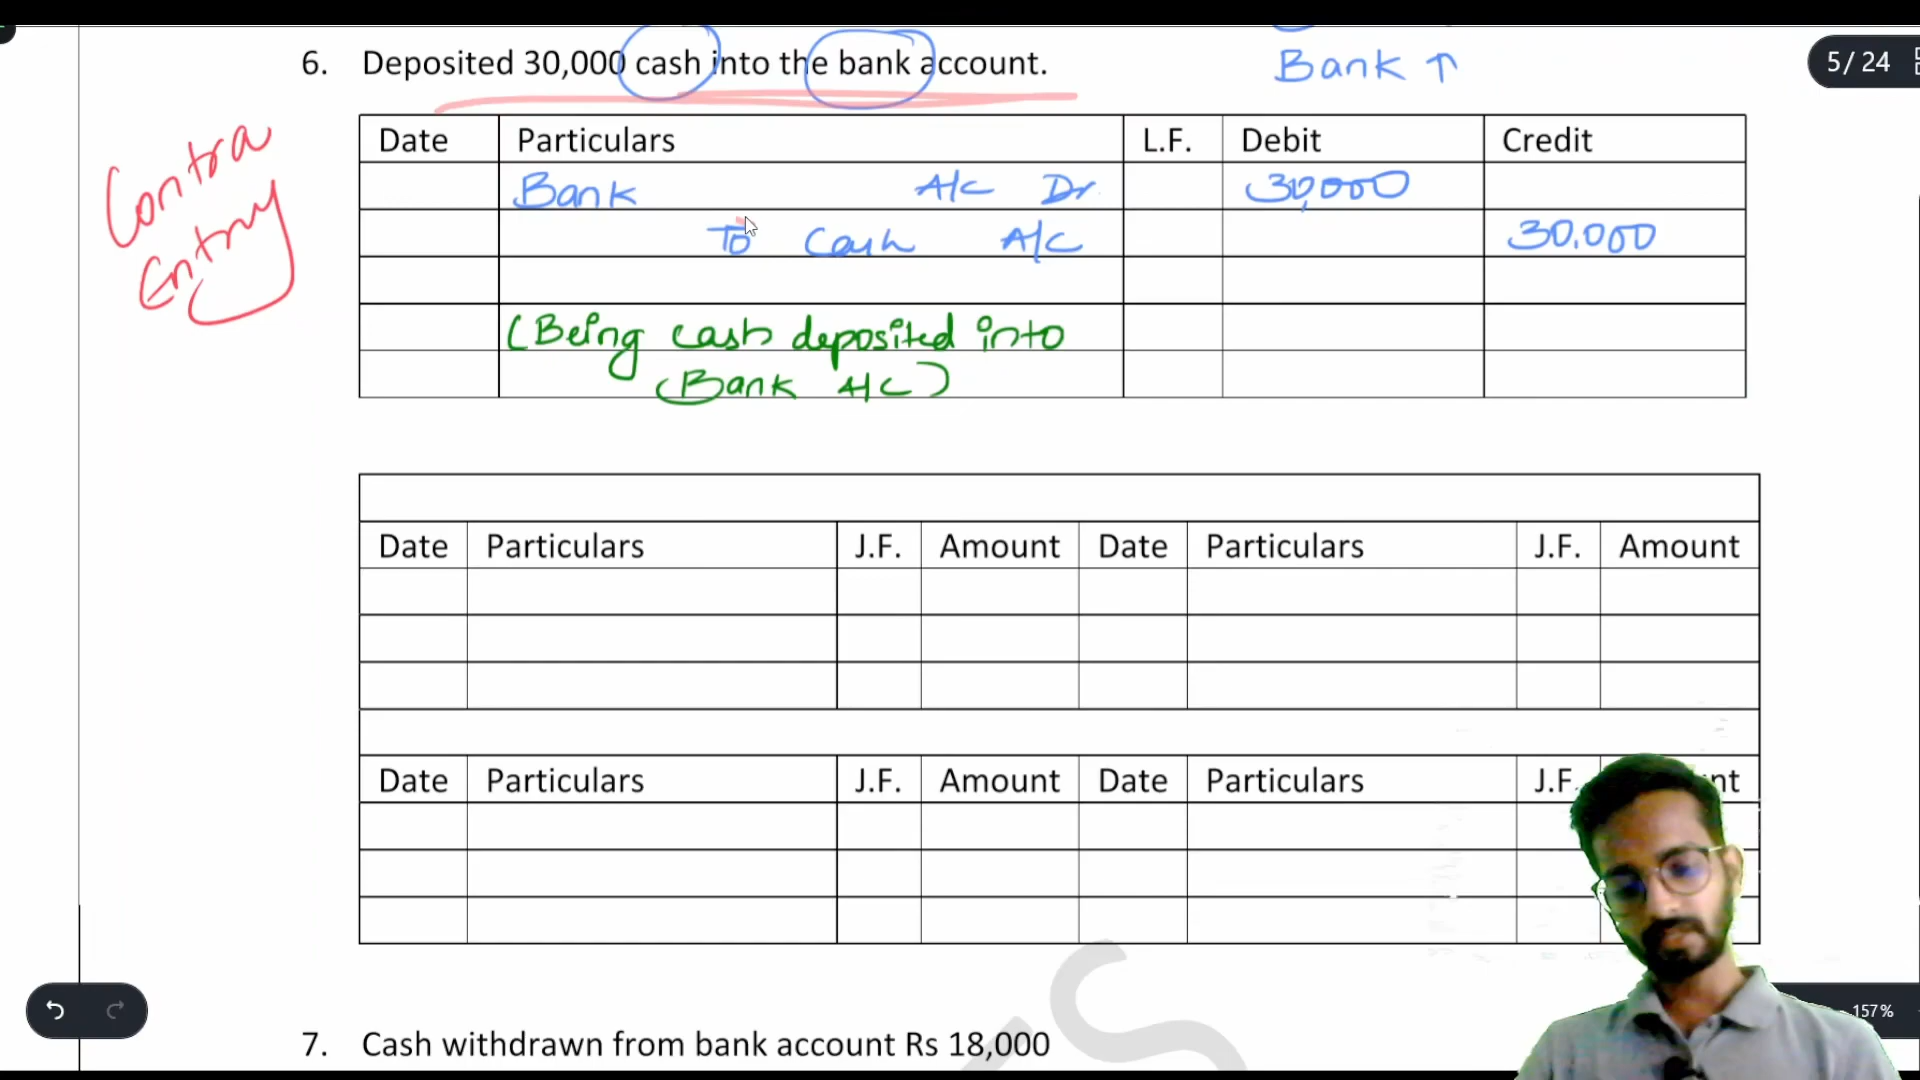 Bank ↑
5/ 24
6. Deposited 30,000 cash into the bank account.
Contra
Entry
Date Particulars L.F. Debit Credit
Bank A/C Dr. 30,000
To Cash A/C 30,000
(Being cash deposited into
Bank A/C)
Date Particulars J.F. Amount Date Particulars J.F. Amount
Date Particulars J.F. Amount Date Particulars J.F. nt
157%
7. Cash withdrawn from bank account Rs 18,000
S